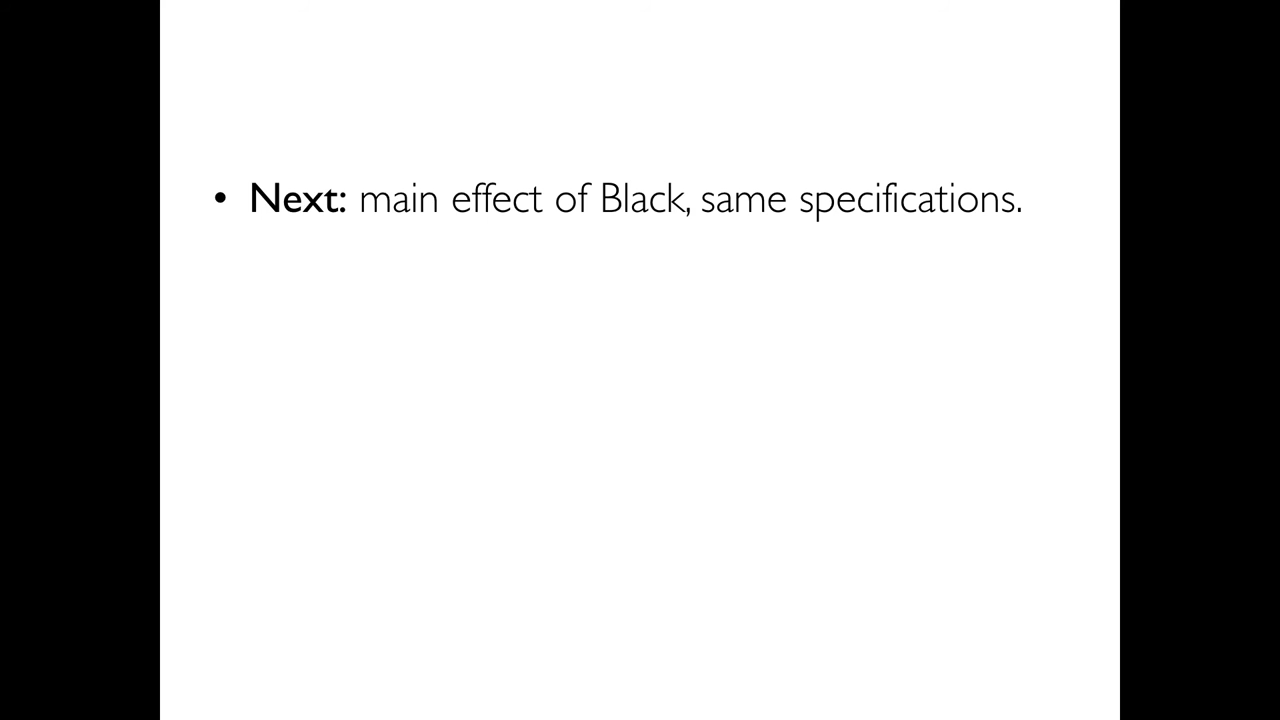 • Next: main effect of Black, same specifications.